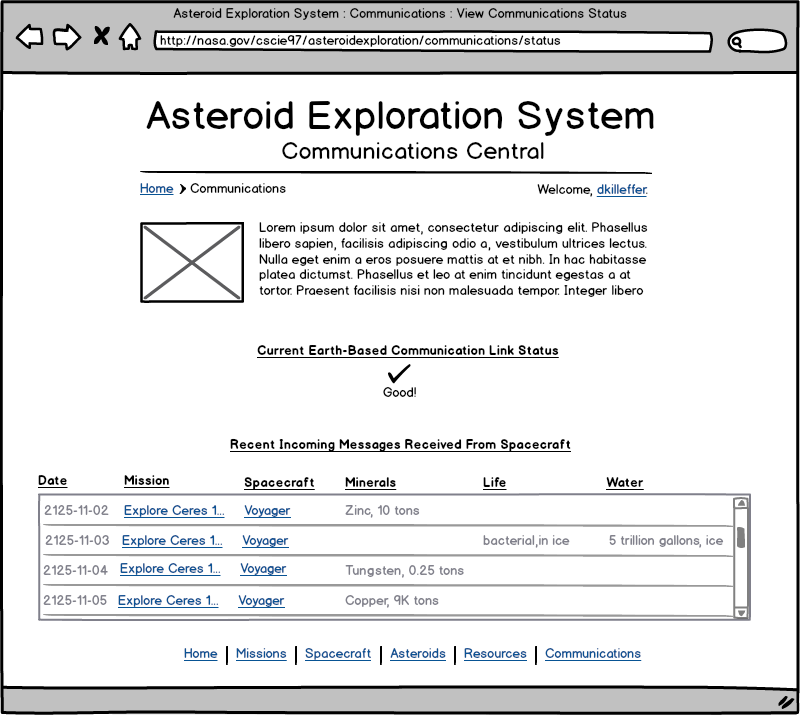 Asteroid Exploration System : Communications : View Communications Status
http://nasa.gov/cscie97/asteroidexploration/communications/status
Asteroid Exploration System
Communications Central
Home > Communications Welcome, dkilleffer.
Lorem ipsum dolor sit amet, consectetur adipiscing elit. Phasellus
libero sapien, facilisis adipiscing odio a, vestibulum ultrices lectus.
Nulla eget enim a eros posuere mattis at et nibh. In hac habitasse
platea dictumst. Phasellus et leo at enim tincidunt egestas a at
tortor. Praesent facilisis nisi non malesuada tempor. Integer libero
Current Earth-Based Communication Link Status
Good!
Recent Incoming Messages Received From Spacecraft
Date Mission Spacecraft Minerals Life Water
2125-11-02 Explore Ceres 1... Voyager Zinc, 10 tons
2125-11-03 Explore Ceres 1... Voyager bacterial,in ice 5 trillion gallons, ice
2125-11-04 Explore Ceres 1... Voyager Tungsten, 0.25 tons
2125-11-05 Explore Ceres 1... Voyager Copper, 9K tons
Home | Missions | Spacecraft | Asteroids | Resources | Communications